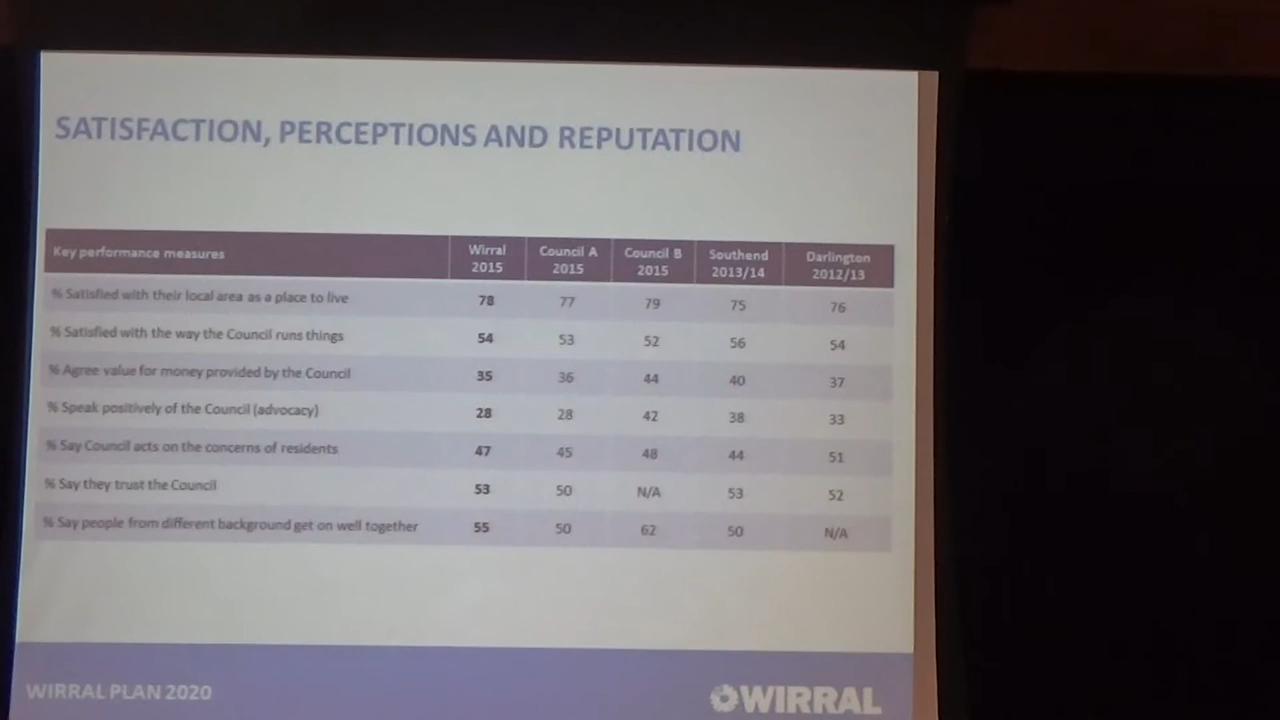 SATISFACTION, PERCEPTIONS AND REPUTATION
Key performance measures Wirral 2015 Council A 2015 Council B 2015 Southend 2013/14 Darlington 2012/13
% Satisfied with their local area as a place to live 78 77 79 75 76
% Satisfied with the way the Council runs things 54 53 52 56 54
% Agree value for money provided by the Council 35 36 44 40 37
% Speak positively of the Council (advocacy) 28 28 42 38 33
% Say Council acts on the concerns of residents 47 45 48 44 51
% Say they trust the Council 53 50 N/A 53 52
% Say people from different background get on well together 55 50 62 50 N/A
WIRRAL PLAN 2020 WIRRAL